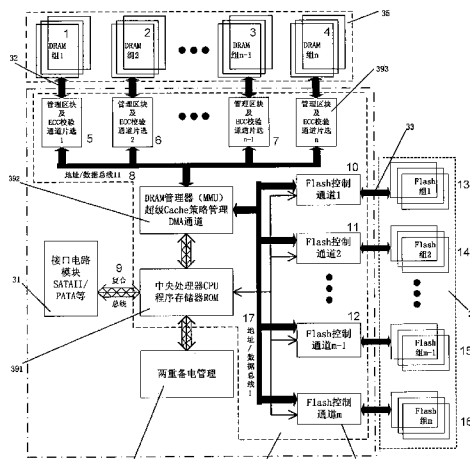 1
2
3
4
35
DRAM
组1
DRAM
组2
DRAM
组n-1
DRAM
组n
32
393
管理区块
及
ECC校验
通道片选
1
管理区块
及
ECC校验
通道片选
2
管理区块
及
ECC校验
通道片选
n-1
管理区块
及
ECC校验
通道片选
n
5
6
7
33
地址/数据总线11
8
10
392
DRAM管理器（MMU）
超级Cache策略管理
DMA通道
Flash控制
通道1
Flash
组1
13
11
Flash控制
通道2
Flash
组2
14
接口电路
模块
SATAII/
PATA等
31
9
复合
总线
中央处理器CPU
程序存储器ROM
391
17
地址/数据总线1
12
Flash控制
通道m-1
Flash
组m-1
15
两重备电管理
Flash控制
通道m
Flash
组m
16